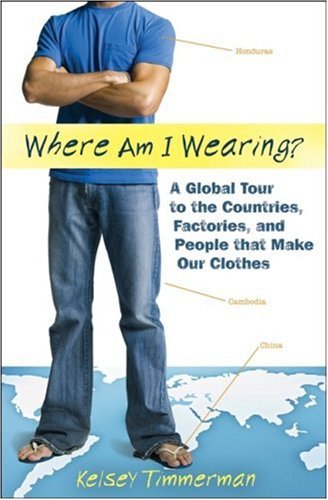 Honduras
Where Am I Wearing?
A Global Tour
to the Countries,
Factories, and
People that Make
Our Clothes
Cambodia
China
Kelsey Timmerman